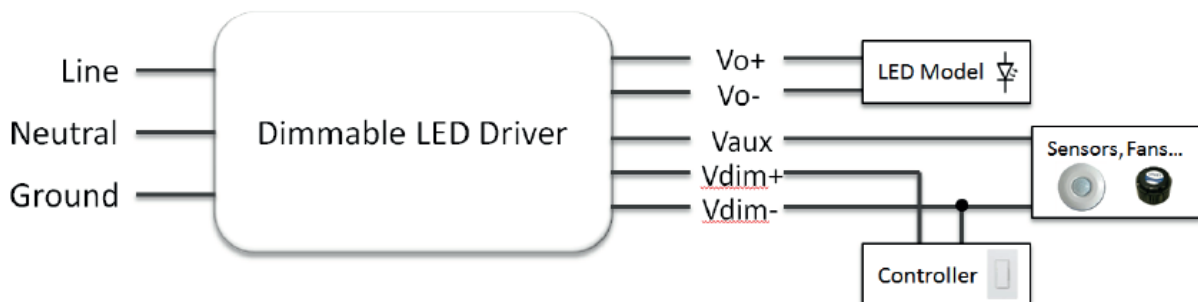 Line
Neutral
Ground
Dimmable LED Driver
Vo+
Vo-
Vaux
Vdim+
Vdim-
LED Model
Sensors, Fans...
Controller